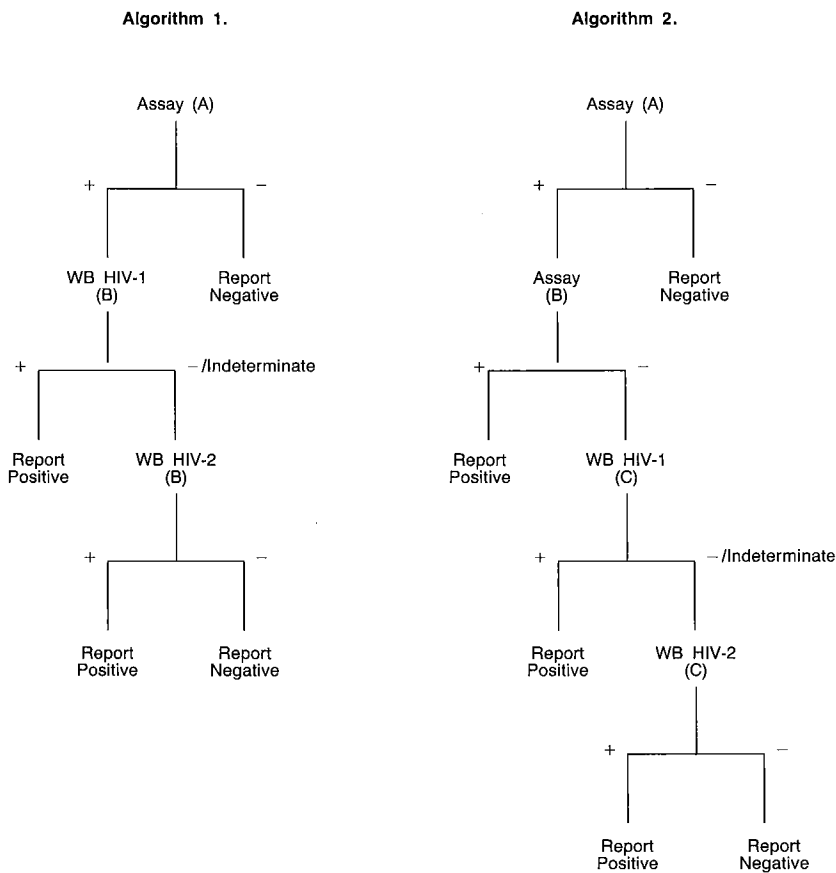 Algorithm 1.
Assay (A)
+
−
WB HIV-1
(B)
Report
Negative
+
−/Indeterminate
Report
Positive
WB HIV-2
(B)
+
−
Report
Positive
Report
Negative
Algorithm 2.
Assay (A)
+
−
Assay
(B)
Report
Negative
+
−
Report
Positive
WB HIV-1
(C)
+
−/Indeterminate
Report
Positive
WB HIV-2
(C)
+
−
Report
Positive
Report
Negative